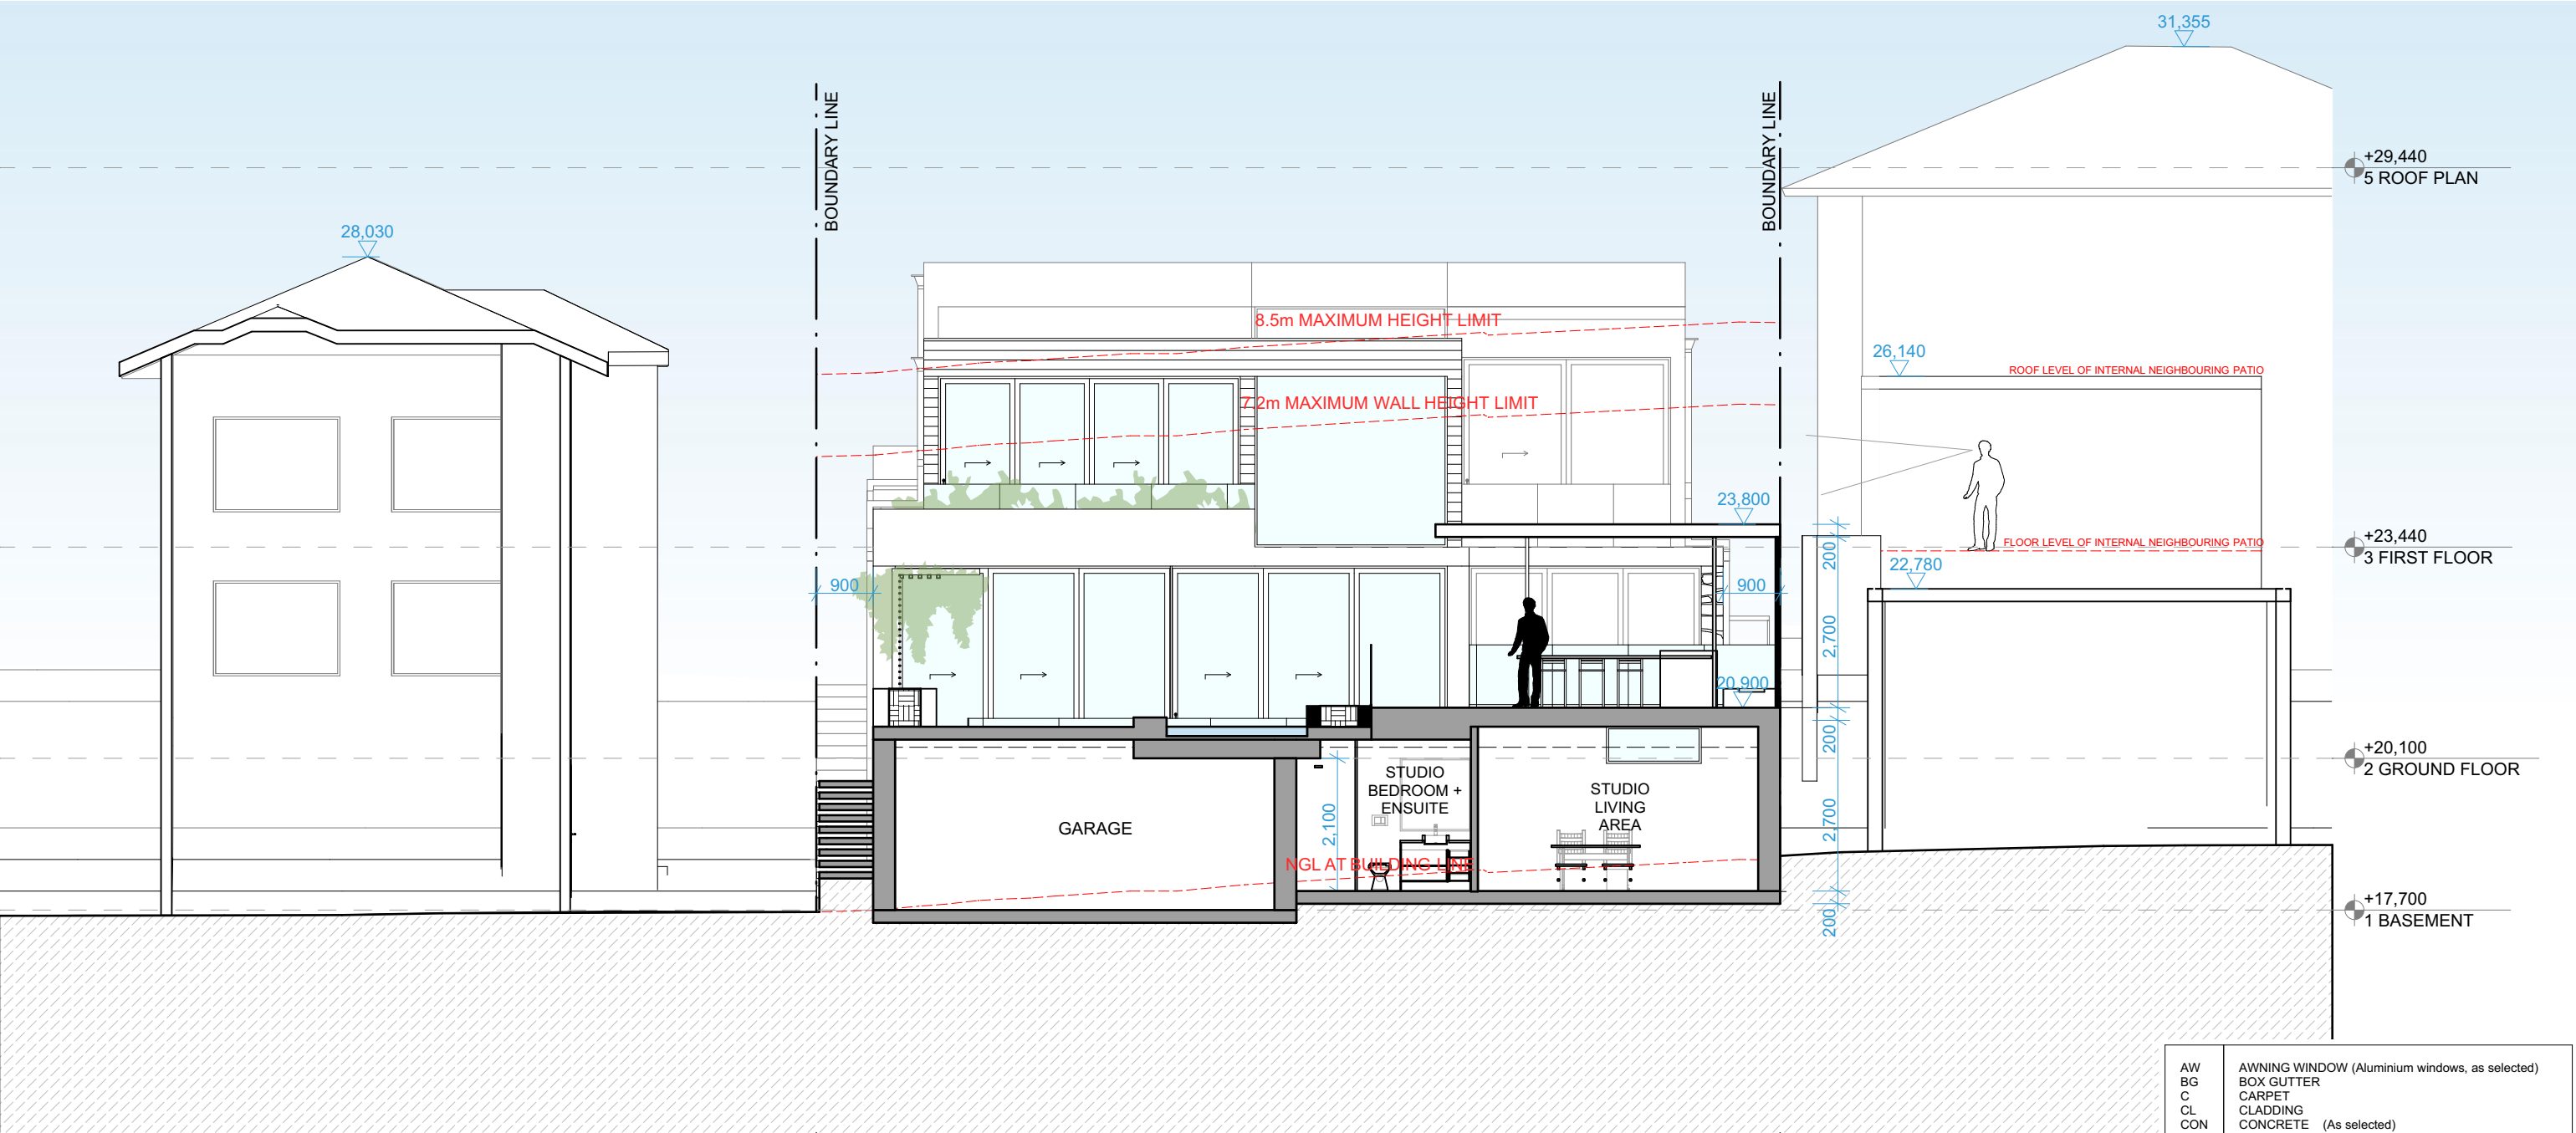 31,355
BOUNDARY LINE
BOUNDARY LINE
+29,440
5 ROOF PLAN
28,030
8.5m MAXIMUM HEIGHT LIMIT
26,140
ROOF LEVEL OF INTERNAL NEIGHBOURING PATIO
7.2m MAXIMUM WALL HEIGHT LIMIT
23,800
FLOOR LEVEL OF INTERNAL NEIGHBOURING PATIO
+23,440
3 FIRST FLOOR
200
22,780
900
900
2,700
20,900
200
+20,100
2 GROUND FLOOR
STUDIO
BEDROOM +
ENSUITE
STUDIO
LIVING
AREA
GARAGE
2,100
2,700
NGL AT BUILDING LINE
200
+17,700
1 BASEMENT
AW AWNING WINDOW (Aluminium windows, as selected)
BG BOX GUTTER
C CARPET
CL CLADDING
CON CONCRETE (As selected)